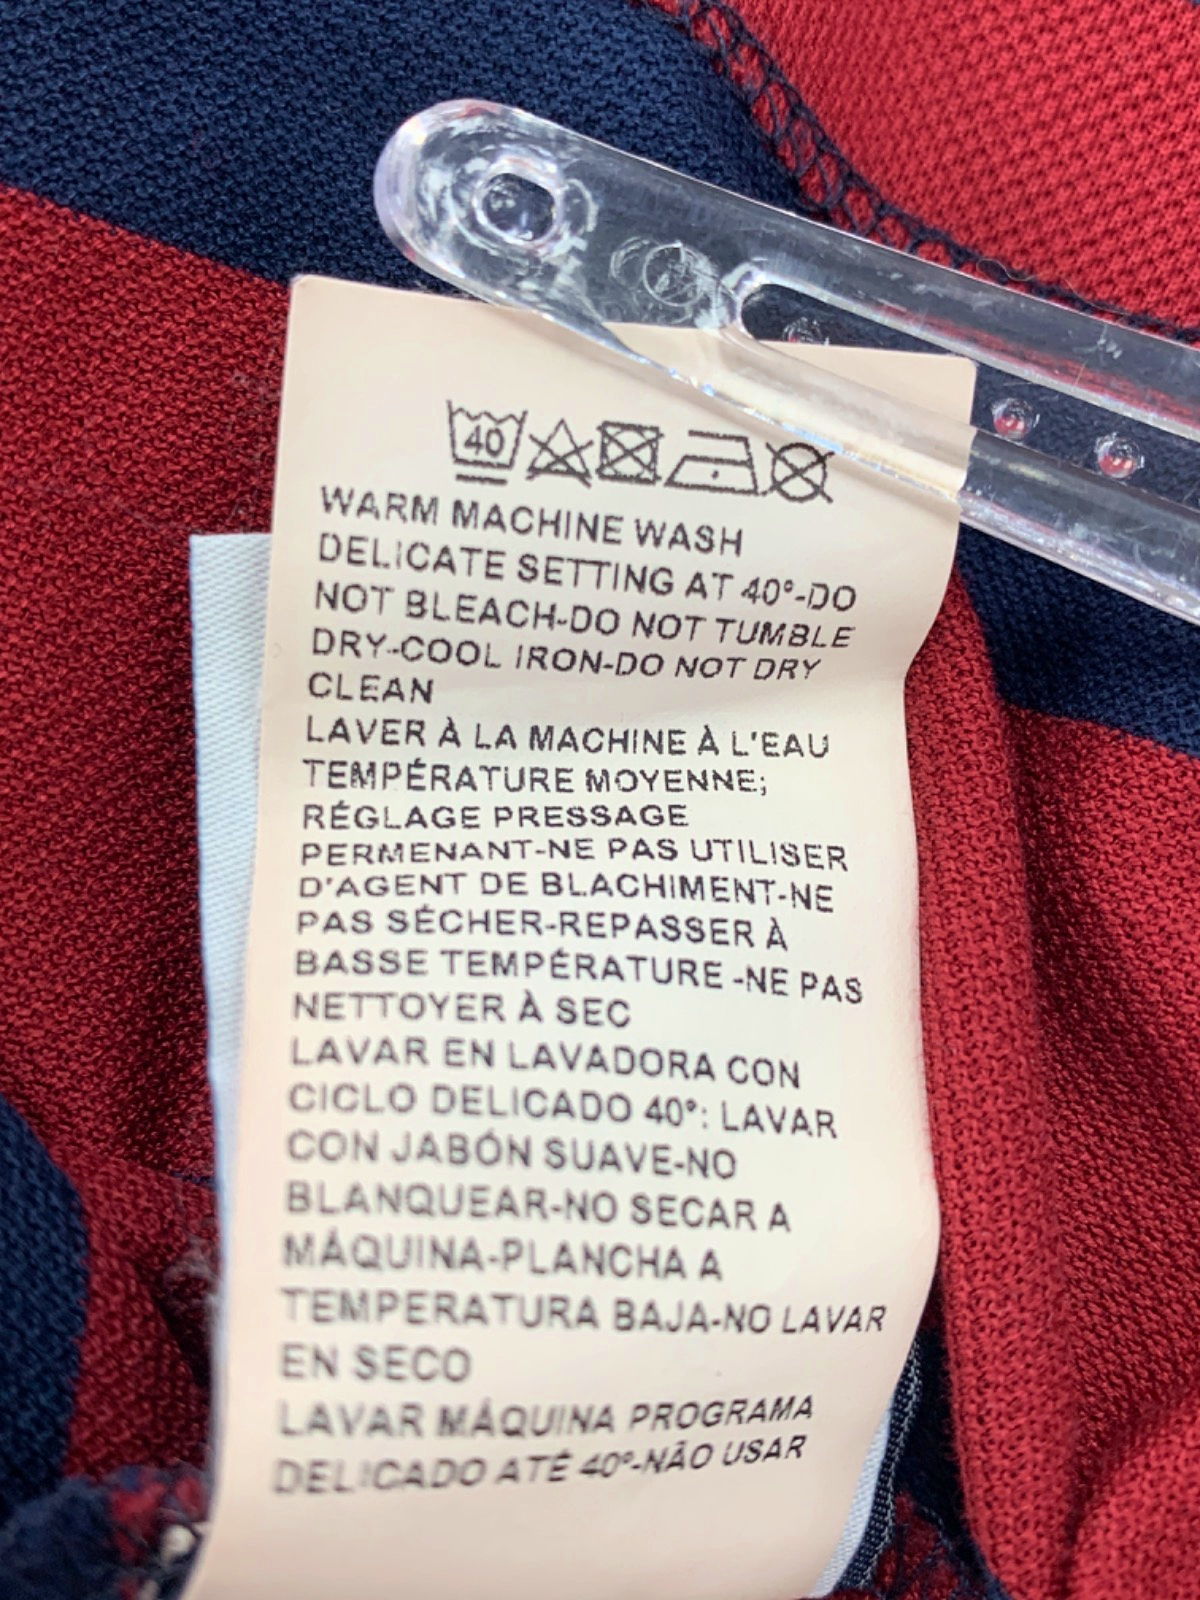 40
WARM MACHINE WASH
DELICATE SETTING AT 40°-DO
NOT BLEACH-DO NOT TUMBLE
DRY-COOL IRON-DO NOT DRY
CLEAN
LAVER À LA MACHINE À L'EAU
TEMPÉRATURE MOYENNE;
RÉGLAGE PRESSAGE
PERMENANT-NE PAS UTILISER
D'AGENT DE BLACHIMENT-NE
PAS SÉCHER-REPASSER À
BASSE TEMPÉRATURE -NE PAS
NETTOYER À SEC
LAVAR EN LAVADORA CON
CICLO DELICADO 40°: LAVAR
CON JABÓN SUAVE-NO
BLANQUEAR-NO SECAR A
MÁQUINA-PLANCHA A
TEMPERATURA BAJA-NO LAVAR
EN SECO
LAVAR MÁQUINA PROGRAMA
DELICADO ATÉ 40°-NÃO USAR